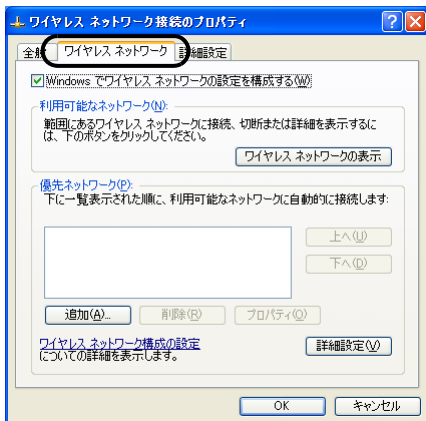 ワイヤレス ネットワーク接続のプロパティ
全般 ワイヤレス ネットワーク 詳細設定
Windows でワイヤレス ネットワークの設定を構成する(W)
利用可能なネットワーク(N):
範囲にあるワイヤレス ネットワークに接続、切断または詳細を表示するに
は、下のボタンをクリックしてください。
ワイヤレス ネットワークの表示
優先ネットワーク(P):
下に一覧表示された順に、利用可能なネットワークに自動的に接続します:
上へ(U)
下へ(D)
追加(A)... 削除(R) プロパティ(O)
ワイヤレス ネットワーク構成の設定
についての詳細を表示します。
詳細設定(V)
OK キャンセル